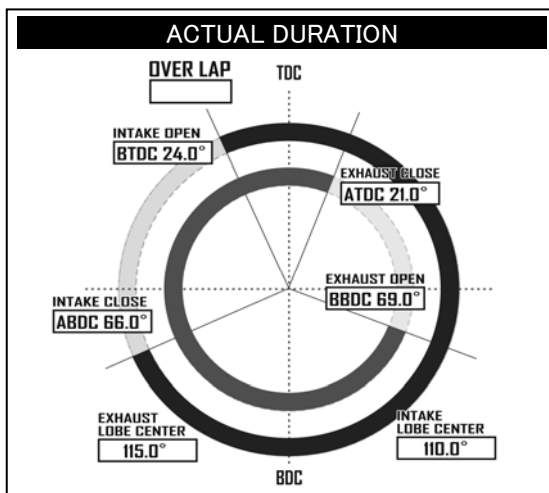 ACTUAL DURATION
OVER LAP
TDC
INTAKE OPEN
BTDC 24.0°
EXHAUST CLOSE
ATDC 21.0°
EXHAUST OPEN
BBDC 69.0°
INTAKE CLOSE
ABDC 66.0°
EXHAUST
LOBE CENTER
115.0°
INTAKE
LOBE CENTER
110.0°
BDC